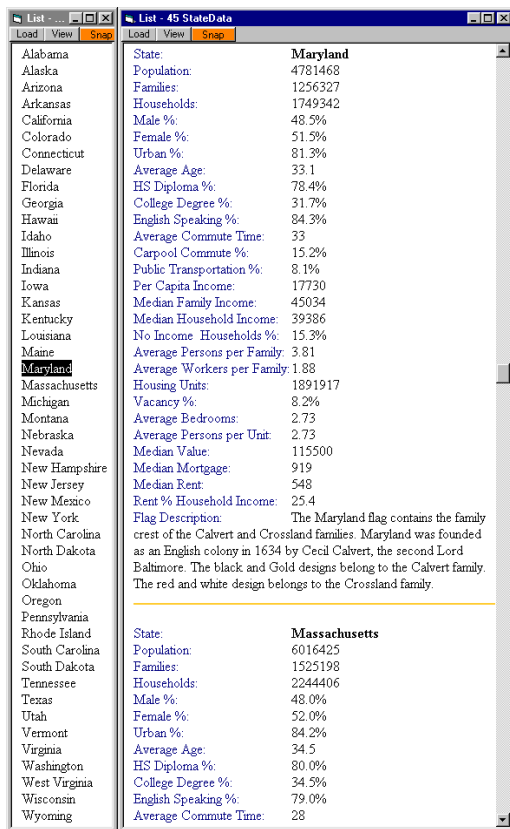 List - ...
Load View Snap
Alabama
Alaska
Arizona
Arkansas
California
Colorado
Connecticut
Delaware
Florida
Georgia
Hawaii
Idaho
Illinois
Indiana
Iowa
Kansas
Kentucky
Louisiana
Maine
Maryland
Massachusetts
Michigan
Montana
Nebraska
Nevada
New Hampshire
New Jersey
New Mexico
New York
North Carolina
North Dakota
Ohio
Oklahoma
Oregon
Pennsylvania
Rhode Island
South Carolina
South Dakota
Tennessee
Texas
Utah
Vermont
Virginia
Washington
West Virginia
Wisconsin
Wyoming
List - 45 StateData
Load View Snap
State: Maryland
Population: 4781468
Families: 1256327
Households: 1749342
Male %: 48.5%
Female %: 51.5%
Urban %: 81.3%
Average Age: 33.1
HS Diploma %: 78.4%
College Degree %: 31.7%
English Speaking %: 84.3%
Average Commute Time: 33
Carpool Commute %: 15.2%
Public Transportation %: 8.1%
Per Capita Income: 17730
Median Family Income: 45034
Median Household Income: 39386
No Income Households %: 15.3%
Average Persons per Family: 3.81
Average Workers per Family: 1.88
Housing Units: 1891917
Vacancy %: 8.2%
Average Bedrooms: 2.73
Average Persons per Unit: 2.73
Median Value: 115500
Median Mortgage: 919
Median Rent: 548
Rent % Household Income: 25.4
Flag Description: The Maryland flag contains the family
crest of the Calvert and Crossland families. Maryland was founded
as an English colony in 1634 by Cecil Calvert, the second Lord
Baltimore. The black and Gold designs belong to the Calvert family.
The red and white design belongs to the Crossland family.
State: Massachusetts
Population: 6016425
Families: 1525198
Households: 2244406
Male %: 48.0%
Female %: 52.0%
Urban %: 84.2%
Average Age: 34.5
HS Diploma %: 80.0%
College Degree %: 34.5%
English Speaking %: 79.0%
Average Commute Time: 28